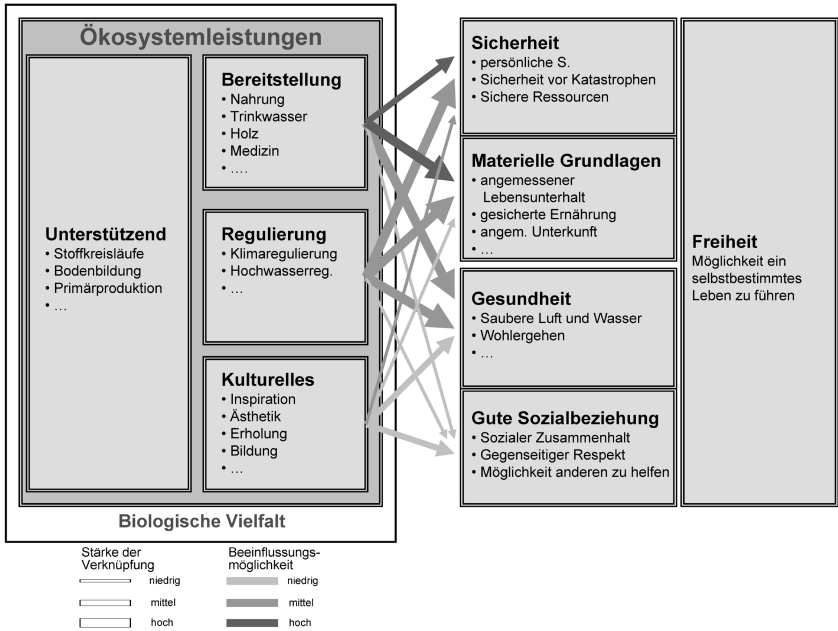 Ökosystemleistungen
Unterstützend
• Stoffkreisläufe
• Bodenbildung
• Primärproduktion
• …
Bereitstellung
• Nahrung
• Trinkwasser
• Holz
• Medizin
• ….
Regulierung
• Klimaregulierung
• Hochwasserreg.
• …
Kulturelles
• Inspiration
• Ästhetik
• Erholung
• Bildung
• …
Biologische Vielfalt
Sicherheit
• persönliche S.
• Sicherheit vor Katastrophen
• Sichere Ressourcen
Materielle Grundlagen
• angemessener
Lebensunterhalt
• gesicherte Ernährung
• angem. Unterkunft
• …
Gesundheit
• Saubere Luft und Wasser
• Wohlergehen
• …
Gute Sozialbeziehung
• Sozialer Zusammenhalt
• Gegenseitiger Respekt
• Möglichkeit anderen zu helfen
Freiheit
Möglichkeit ein
selbstbestimmtes
Leben zu führen
Stärke der
Verknüpfung
niedrig
mittel
hoch
Beeinflussungs-
möglichkeit
niedrig
mittel
hoch